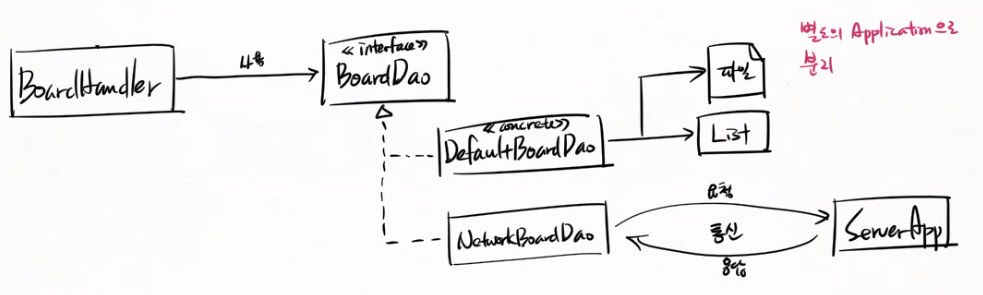 BoardHandler
사용
≪interface≫
BoardDao
≪concrete≫
DefaultBoardDao
파일
List
별도의 Application으로
분리
NetworkBoardDao
요청
통신
응답
ServerApp